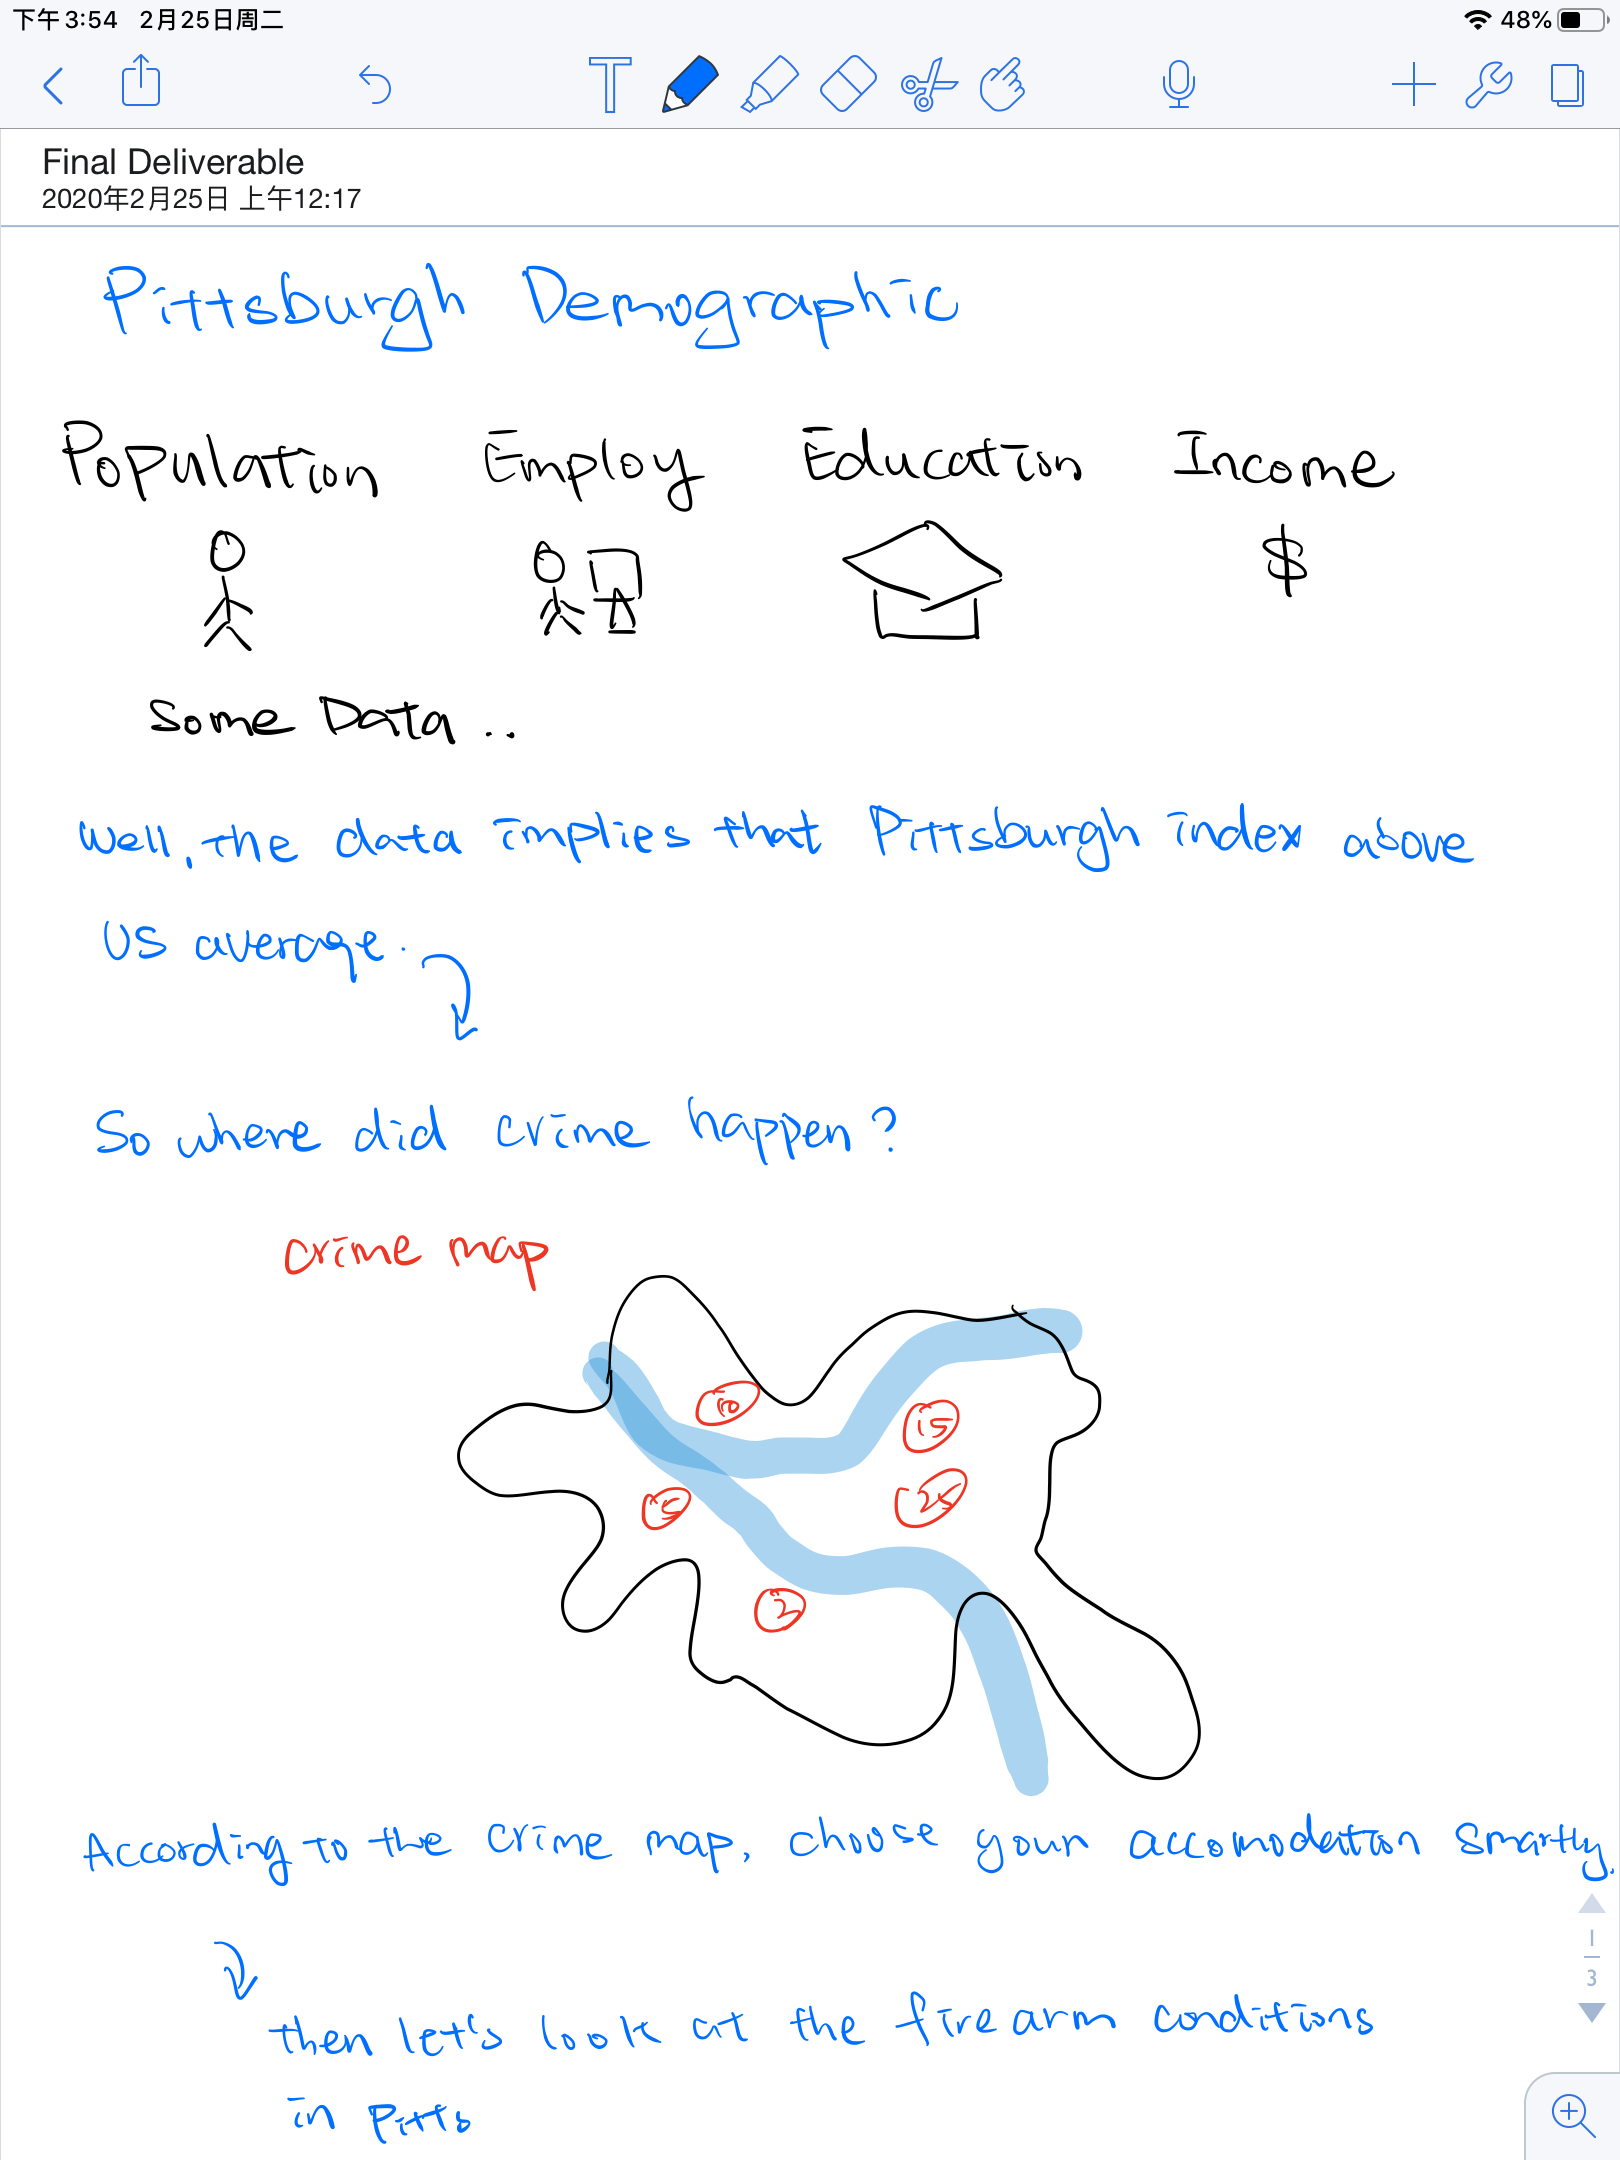 下午3:54 2月25日周二 48%
T
Final Deliverable
2020年2月25日 上午12:17
Pittsburgh Demographic
Population Employ Education Income
$
Some Data ..
Well, the data implies that Pittsburgh index above
US average.
So where did crime happen?
crime map
10
15
25
5
2
According to the crime map, choose your accomodation smartly.
1
3
then let's look at the firearm conditions
in Pitts